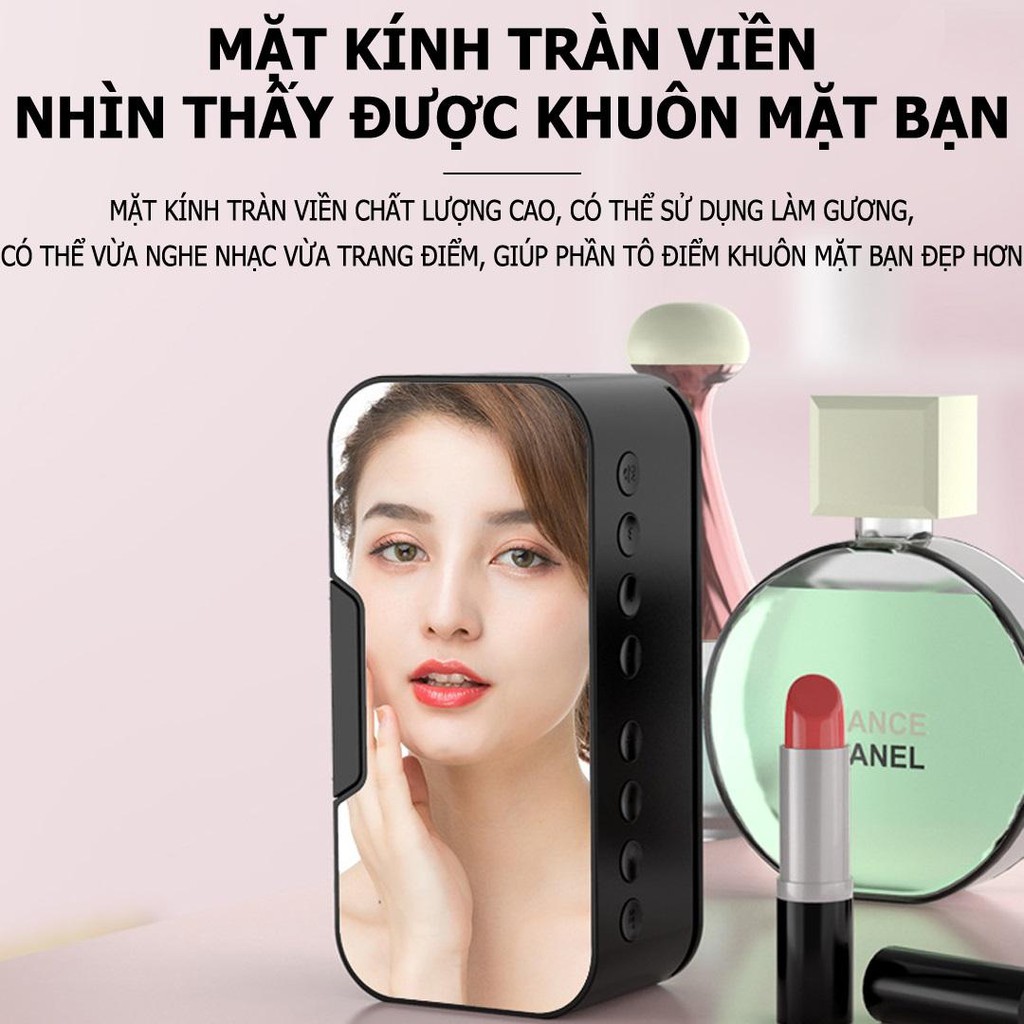 MẶT KÍNH TRÀN VIỀN
NHÌN THẤY ĐƯỢC KHUÔN MẶT BẠN
MẶT KÍNH TRÀN VIỀN CHẤT LƯỢNG CAO, CÓ THỂ SỬ DỤNG LÀM GƯƠNG,
CÓ THỂ VỪA NGHE NHẠC VỪA TRANG ĐIỂM, GIÚP PHẦN TÔ ĐIỂM KHUÔN MẶT BẠN ĐẸP HƠN
ANCE
ANEL